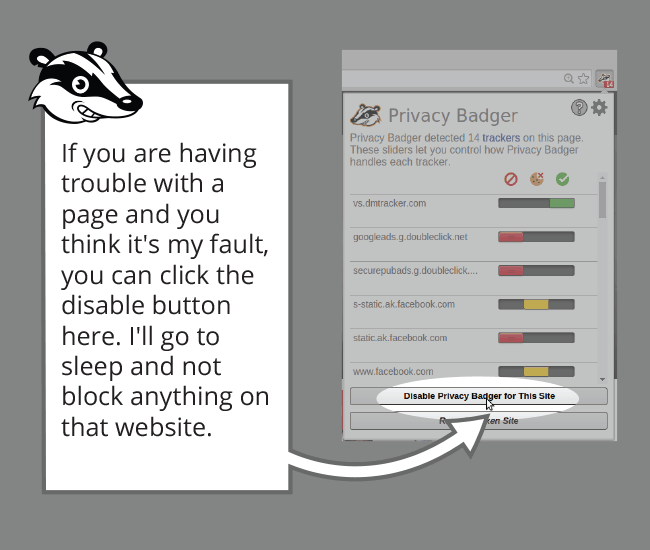 If you are having
trouble with a
page and you
think it's my fault,
you can click the
disable button
here. I'll go to
sleep and not
block anything on
that website.
14
Privacy Badger
Privacy Badger detected 14 trackers on this page.
These sliders let you control how Privacy Badger
handles each tracker.
vs.dmtracker.com
googleads.g.doubleclick.net
securepubads.g.doubleclick....
s-static.ak.facebook.com
static.ak.facebook.com
www.facebook.com
Disable Privacy Badger for This Site
Site